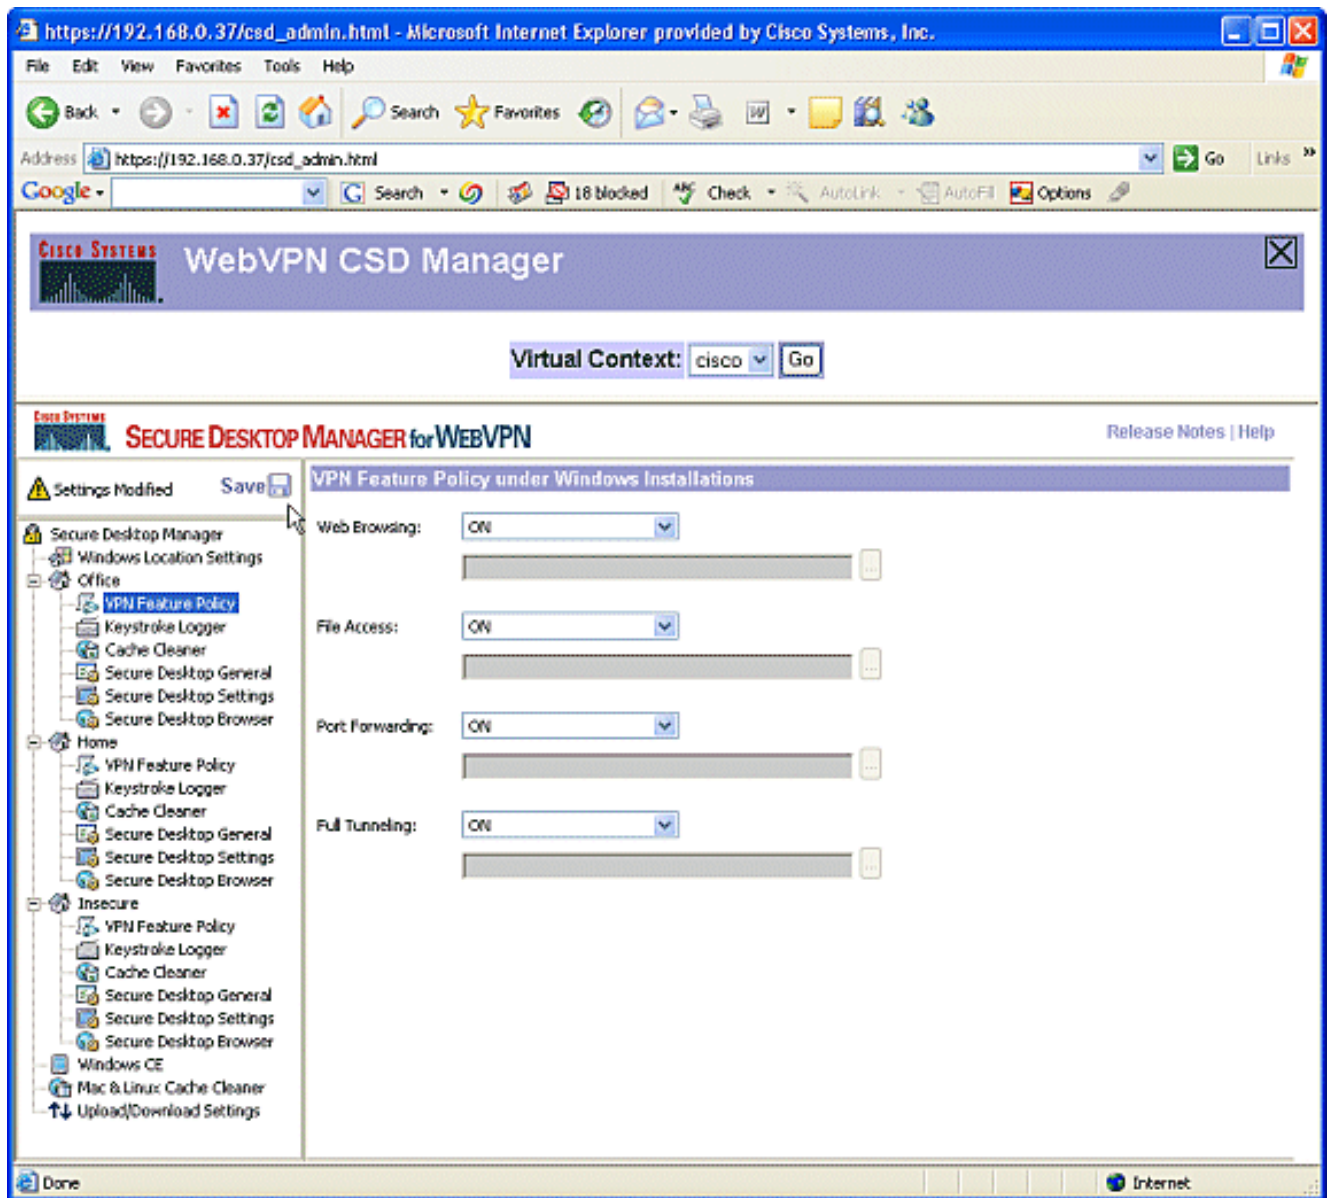 https://192.168.0.37/csd_admin.html - Microsoft Internet Explorer provided by Cisco Systems, Inc.
File Edit View Favorites Tools Help
Back Search Favorites
Address https://192.168.0.37/csd_admin.html Go Links »
Google Search 18 blocked ABC Check AutoLink AutoFill Options
CISCO SYSTEMS WebVPN CSD Manager
Virtual Context: cisco Go
CISCO SYSTEMS SECURE DESKTOP MANAGER for WEBVPN Release Notes | Help
Settings Modified Save
Secure Desktop Manager
Windows Location Settings
Office
VPN Feature Policy
Keystroke Logger
Cache Cleaner
Secure Desktop General
Secure Desktop Settings
Secure Desktop Browser
Home
VPN Feature Policy
Keystroke Logger
Cache Cleaner
Secure Desktop General
Secure Desktop Settings
Secure Desktop Browser
Insecure
VPN Feature Policy
Keystroke Logger
Cache Cleaner
Secure Desktop General
Secure Desktop Settings
Secure Desktop Browser
Windows CE
Mac & Linux Cache Cleaner
Upload/Download Settings
VPN Feature Policy under Windows Installations
Web Browsing: ON
...
File Access: ON
...
Port Forwarding: ON
...
Full Tunneling: ON
...
Done Internet